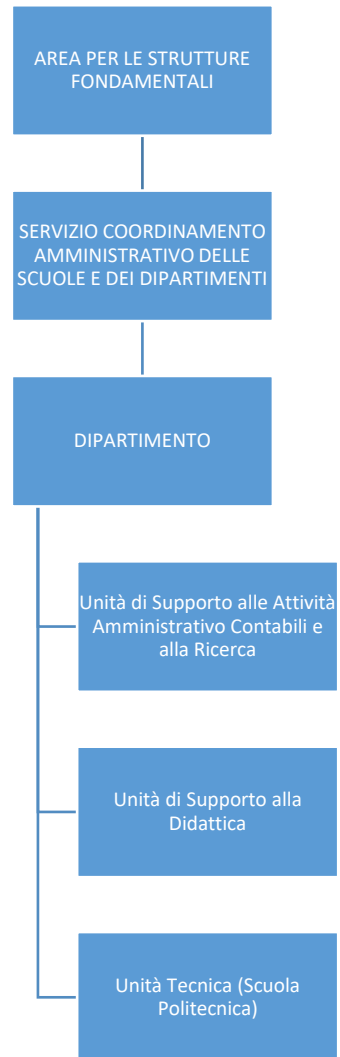 AREA PER LE STRUTTURE
FONDAMENTALI
SERVIZIO COORDINAMENTO
AMMINISTRATIVO DELLE
SCUOLE E DEI DIPARTIMENTI
DIPARTIMENTO
Unità di Supporto alle Attività
Amministrativo Contabili e
alla Ricerca
Unità di Supporto alla
Didattica
Unità Tecnica (Scuola
Politecnica)